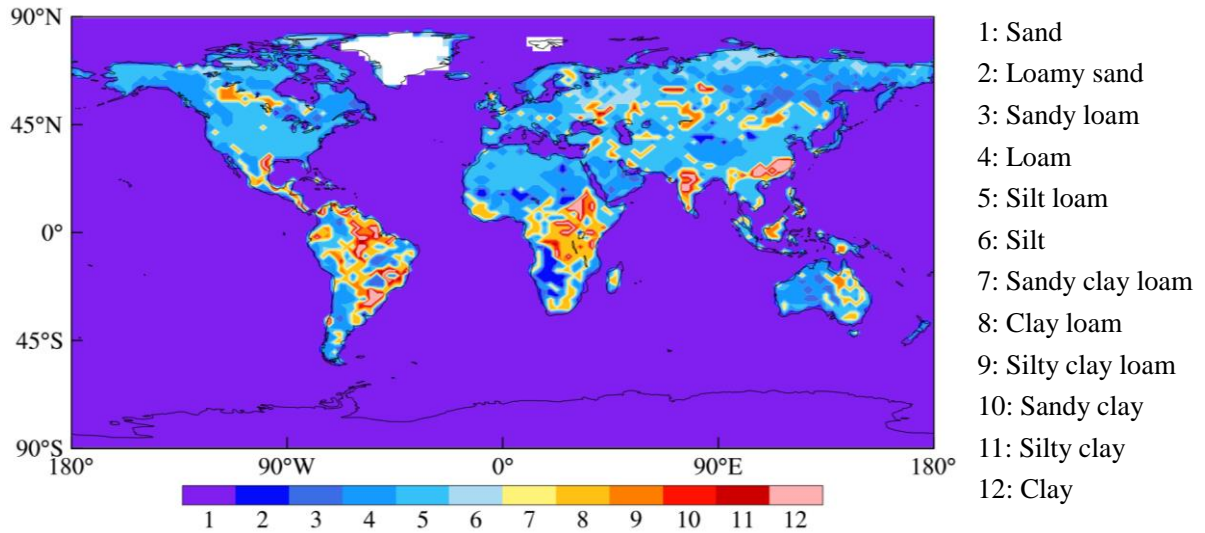 90°N
45°N
0°
45°S
90°S
180° 90°W 0° 90°E 180°
1 2 3 4 5 6 7 8 9 10 11 12
1: Sand
2: Loamy sand
3: Sandy loam
4: Loam
5: Silt loam
6: Silt
7: Sandy clay loam
8: Clay loam
9: Silty clay loam
10: Sandy clay
11: Silty clay
12: Clay